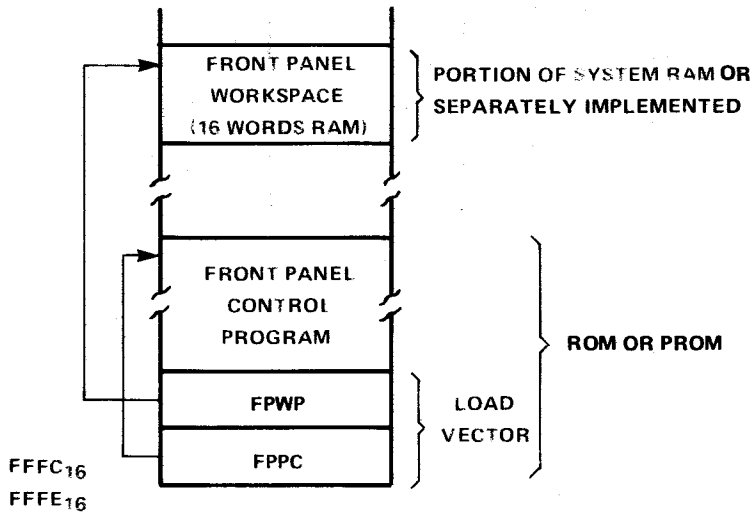 FRONT PANEL
WORKSPACE
(16 WORDS RAM)
PORTION OF SYSTEM RAM OR
SEPARATELY IMPLEMENTED
FRONT PANEL
CONTROL
PROGRAM
ROM OR PROM
FPWP
LOAD
VECTOR
FPPC
FFFC16
FFFE16